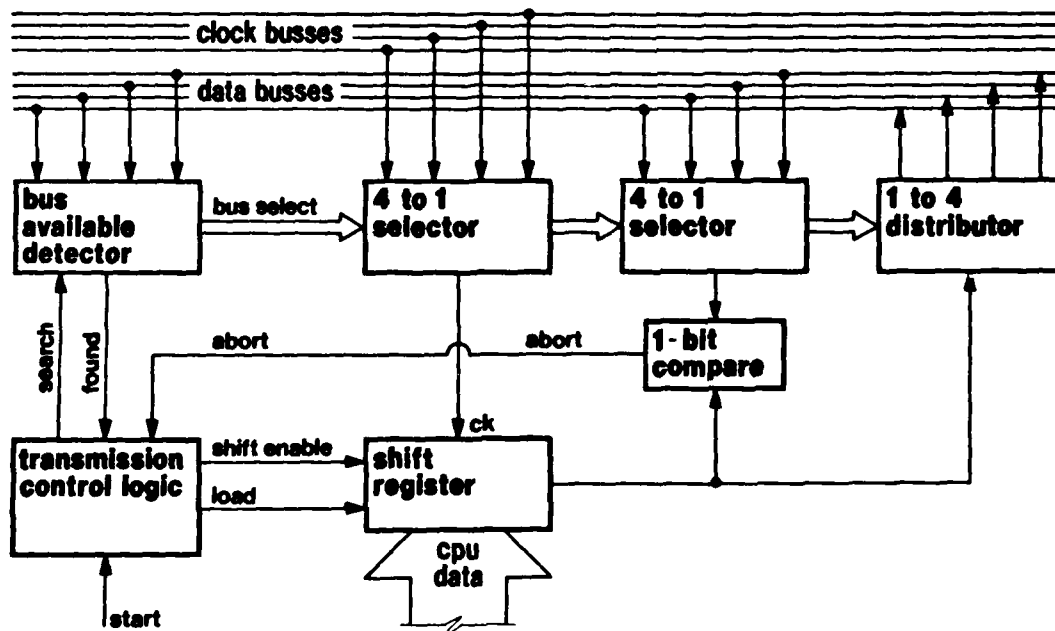 clock busses
data busses
bus
available
detector
bus select
4 to 1
selector
4 to 1
selector
1 to 4
distributor
search
found
abort
abort
1-bit
compare
transmission
control logic
shift enable
load
ck
shift
register
cpu
data
start